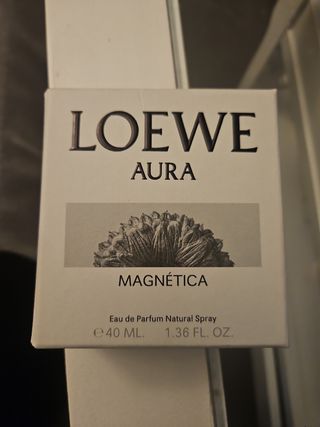 LOEWE
AURA
MAGNÉTICA
Eau de Parfum Natural Spray
℮40 ML. 1.36 FL. OZ.